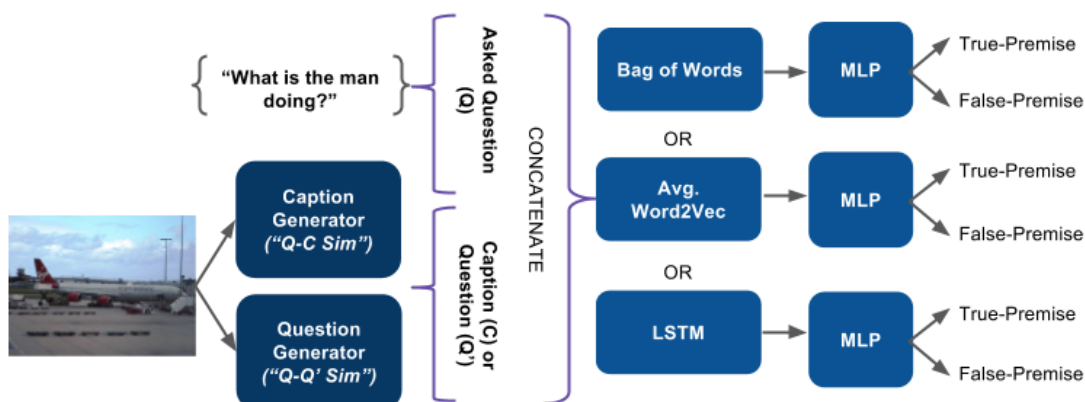 “What is the man
doing?”
Asked Question
(Q)
Caption
Generator
(“Q-C Sim”)
Question
Generator
(“Q-Q’ Sim”)
Caption (C) or
Question (Q’)
CONCATENATE
Bag of Words
MLP
True-Premise
False-Premise
OR
Avg.
Word2Vec
MLP
True-Premise
False-Premise
OR
LSTM
MLP
True-Premise
False-Premise